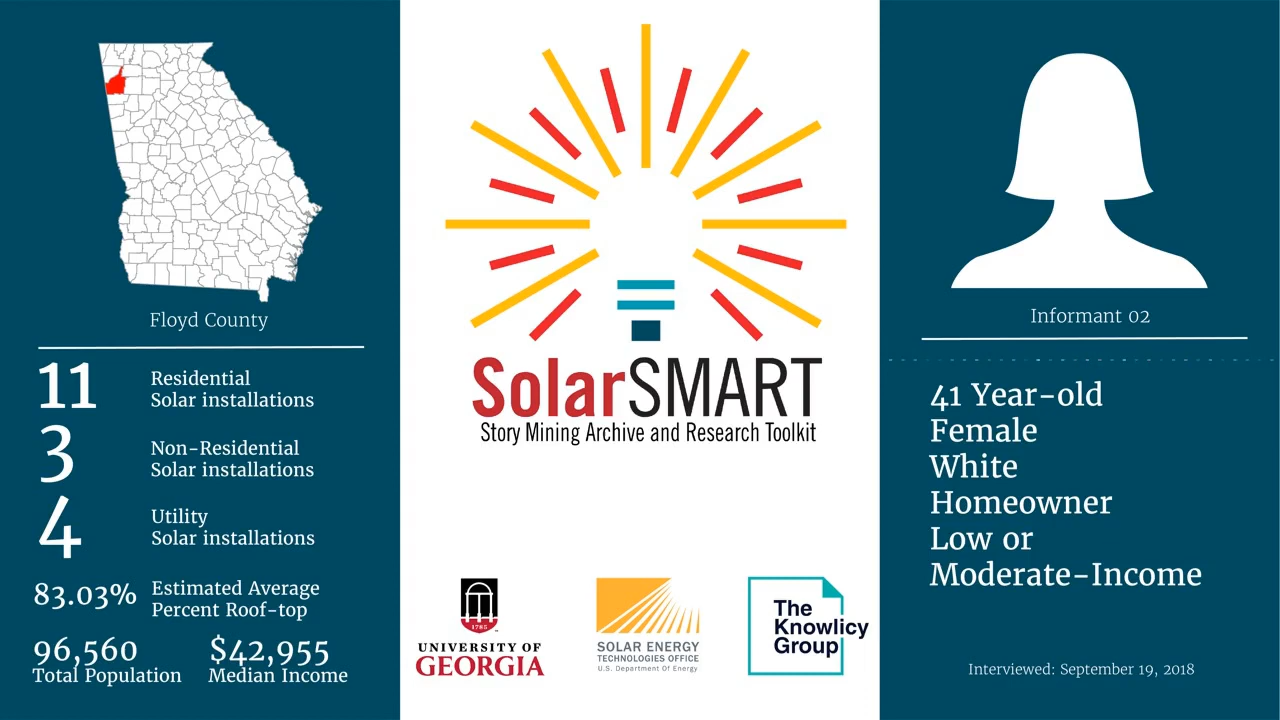 Floyd County
11
Residential
Solar installations
3
Non-Residential
Solar installations
4
Utility
Solar installations
83.03%
Estimated Average
Percent Roof-top
96,560
Total Population
$42,955
Median Income
SolarSMART
Story Mining Archive and Research Toolkit
1785
UNIVERSITY OF
GEORGIA
SOLAR ENERGY
TECHNOLOGIES OFFICE
U.S. Department Of Energy
The
Knowlicy
Group
Informant 02
41 Year-old
Female
White
Homeowner
Low or
Moderate-Income
Interviewed: September 19, 2018